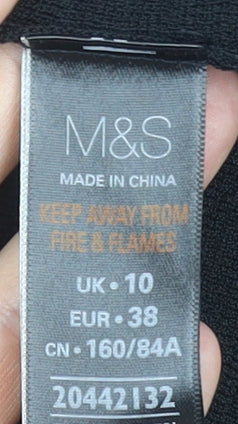 M&S
MADE IN CHINA
KEEP AWAY FROM
FIRE & FLAMES
UK • 10
EUR • 38
CN • 160/84A
20442132